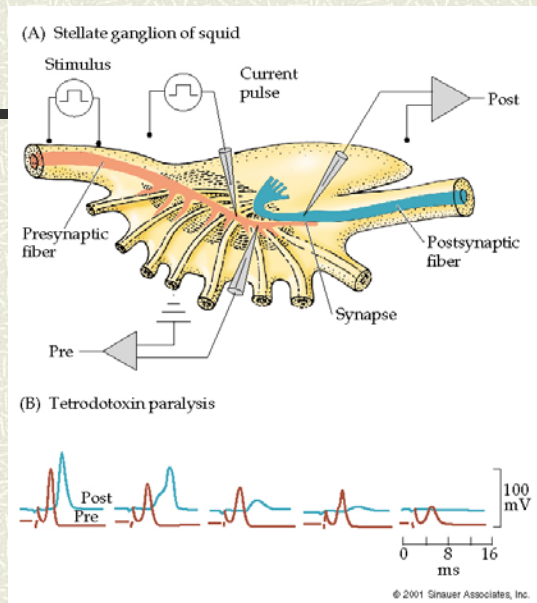 (A) Stellate ganglion of squid
Stimulus
Current
pulse
Post
Presynaptic
fiber
Postsynaptic
fiber
Synapse
Pre
(B) Tetrodotoxin paralysis
Post
Pre
100
mV
0 8 16
ms
© 2001 Sinauer Associates, Inc.